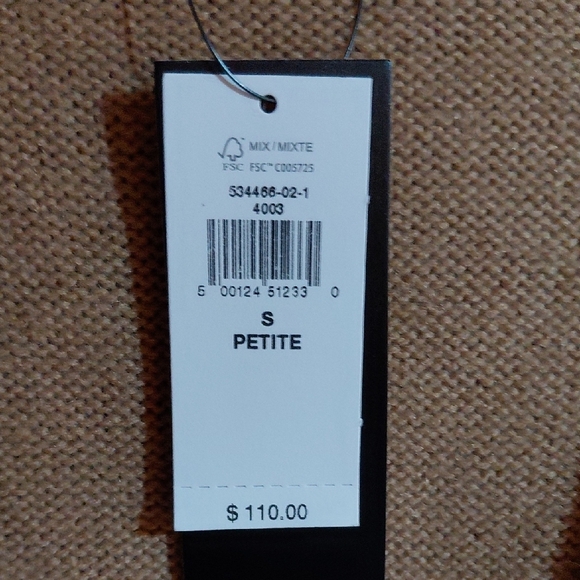 MIX / MIXTE
FSC FSC™ C005725
534466-02-1
4003
5 00124 51233 0
S
PETITE
$ 110.00